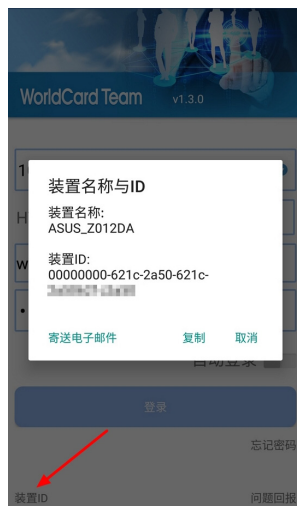 WorldCard Team v1.3.0
1
装置名称与ID
装置名称:
ASUS_Z012DA
装置ID:
00000000-621c-2a50-621c-
寄送电子邮件 复制 取消
自动登录
登录
忘记密码
装置ID 问题回报